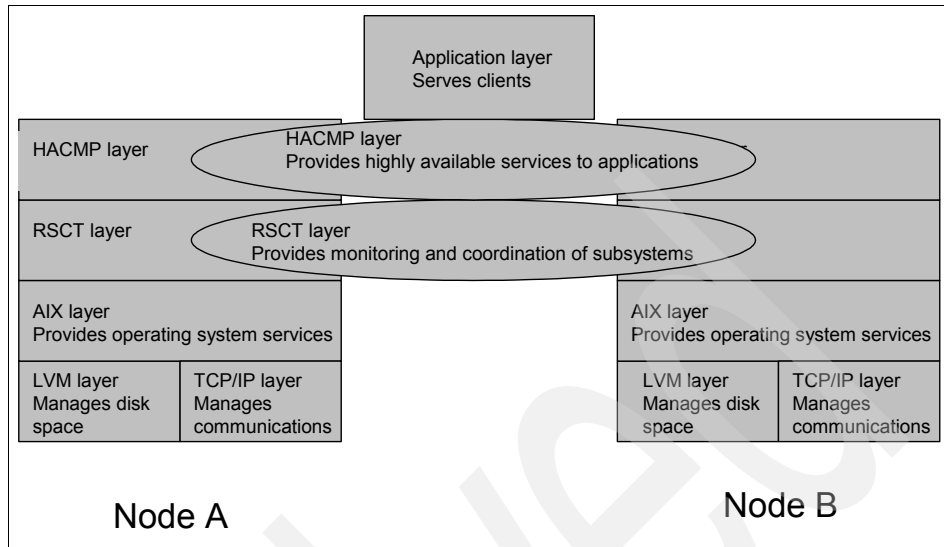 Application layer
Serves clients
HACMP layer
HACMP layer
Provides highly available services to applications
RSCT layer
RSCT layer
Provides monitoring and coordination of subsystems
AIX layer
Provides operating system services
AIX layer
Provides operating system services
LVM layer
Manages disk
space
TCP/IP layer
Manages
communications
LVM layer
Manages disk
space
TCP/IP layer
Manages
communications
Node A
Node B